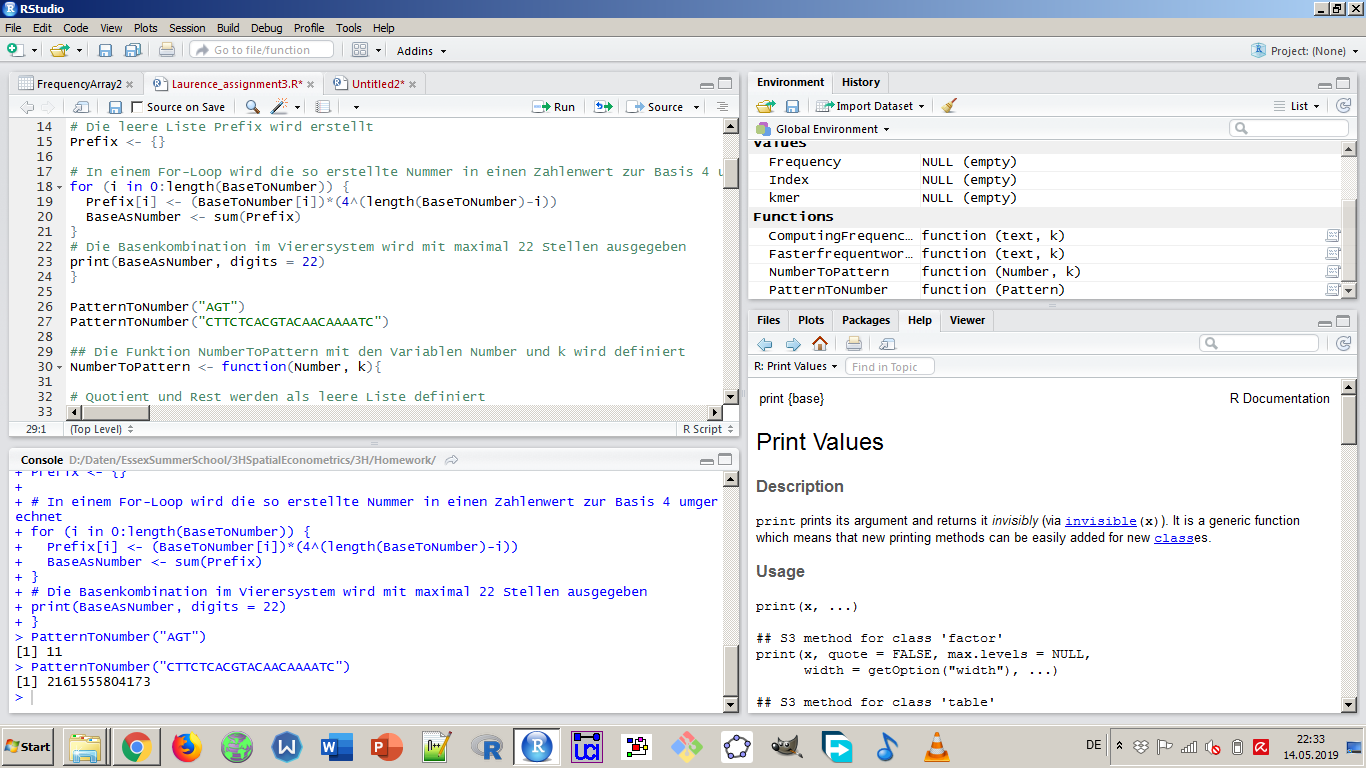 RStudio
File Edit Code View Plots Session Build Debug Profile Tools Help
Go to file/function Addins Project: (None)
FrequencyArray2 Laurence_assignment3.R* Untitled2*
Source on Save Run Source
14 # Die leere Liste Prefix wird erstellt
15 Prefix <- {}
16
17 # In einem For-Loop wird die so erstellte Nummer in einen Zahlenwert zur Basis 4 u
18 for (i in 0:length(BaseToNumber)) {
19 Prefix[i] <- (BaseToNumber[i])*(4^(length(BaseToNumber)-i))
20 BaseAsNumber <- sum(Prefix)
21 }
22 # Die Basenkombination im Vierersystem wird mit maximal 22 Stellen ausgegeben
23 print(BaseAsNumber, digits = 22)
24 }
25
26 PatternToNumber("AGT")
27 PatternToNumber("CTTCTCACGTACAACAAAATC")
28
29 ## Die Funktion NumberToPattern mit den Variablen Number und k wird definiert
30 NumberToPattern <- function(Number, k){
31
32 # Quotient und Rest werden als leere Liste definiert
33
29:1 (Top Level) R Script
Console D:/Daten/EssexSummerSchool/3HSpatialEconometrics/3H/Homework/
+ Prefix <- {}
+
+ # In einem For-Loop wird die so erstellte Nummer in einen Zahlenwert zur Basis 4 umger
echnet
+ for (i in 0:length(BaseToNumber)) {
+ Prefix[i] <- (BaseToNumber[i])*(4^(length(BaseToNumber)-i))
+ BaseAsNumber <- sum(Prefix)
+ }
+ # Die Basenkombination im Vierersystem wird mit maximal 22 Stellen ausgegeben
+ print(BaseAsNumber, digits = 22)
+ }
> PatternToNumber("AGT")
[1] 11
> PatternToNumber("CTTCTCACGTACAACAAAATC")
[1] 2161555804173
>
Environment History
Import Dataset List
Global Environment
Values
Frequency NULL (empty)
Index NULL (empty)
kmer NULL (empty)
Functions
ComputingFrequenc... function (text, k)
Fasterfrequentwor... function (text, k)
NumberToPattern function (Number, k)
PatternToNumber function (Pattern)
Files Plots Packages Help Viewer
R: Print Values Find in Topic
print {base} R Documentation
Print Values
Description
print prints its argument and returns it invisibly (via invisible(x)). It is a generic function
which means that new printing methods can be easily added for new classes.
Usage
print(x, ...)
## S3 method for class 'factor'
print(x, quote = FALSE, max.levels = NULL,
width = getOption("width"), ...)
## S3 method for class 'table'
Start DE 22:33
14.05.2019